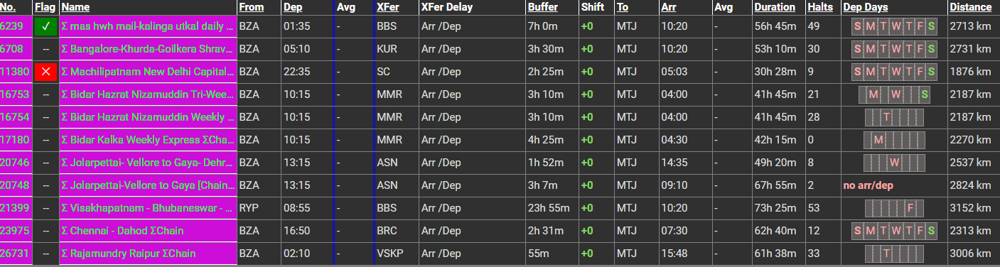 No. Flag Name From Dep Avg XFer XFer Delay Buffer Shift To Arr Avg Duration Halts Dep Days Distance
6239 ✓ Σ mas hwh mail-kalinga utkal daily ... BZA 01:35 - BBS Arr /Dep 7h 0m +0 MTJ 10:20 - 56h 45m 49 S M T W T F S 2713 km
6708 -- Σ Bangalore-Khurda-Goilkera Shrav... BZA 05:10 - KUR Arr /Dep 3h 30m +0 MTJ 10:20 - 53h 10m 30 S M T W T F S 2731 km
11380 ✕ Σ Machilipatnam New Delhi Capital... BZA 22:35 - SC Arr /Dep 2h 25m +0 MTJ 05:03 - 30h 28m 9 S M T W T F S 1876 km
16753 -- Σ Bidar Hazrat Nizamuddin Tri-Wee... BZA 10:15 - MMR Arr /Dep 3h 10m +0 MTJ 04:00 - 41h 45m 21 M W S 2187 km
16754 -- Σ Bidar Hazrat Nizamuddin Weekly ... BZA 10:15 - MMR Arr /Dep 3h 10m +0 MTJ 04:00 - 41h 45m 28 T 2187 km
17180 -- Σ Bidar Kalka Weekly Express ΣCha... BZA 10:15 - MMR Arr /Dep 4h 25m +0 MTJ 04:30 - 42h 15m 0 M 2270 km
20746 -- Σ Jolarpettai- Vellore to Gaya- Dehr... BZA 13:15 - ASN Arr /Dep 1h 52m +0 MTJ 14:35 - 49h 20m 8 W 2537 km
20748 -- Σ Jolarpettai-Vellore to Gaya [Chain... BZA 13:15 - ASN Arr /Dep 3h 7m +0 MTJ 09:10 - 67h 55m 2 no arr/dep 2824 km
21399 -- Σ Visakhapatnam - Bhubaneswar - ... RYP 08:55 - BBS Arr /Dep 23h 55m +0 MTJ 10:20 - 73h 25m 53 F 3152 km
23975 -- Σ Chennai - Dahod ΣChain BZA 16:50 - BRC Arr /Dep 2h 31m +0 MTJ 07:30 - 62h 40m 12 S M T W T F S 2313 km
26731 -- Σ Rajamundry Raipur ΣChain BZA 02:10 - VSKP Arr /Dep 55m +0 MTJ 15:48 - 61h 38m 33 T 3006 km